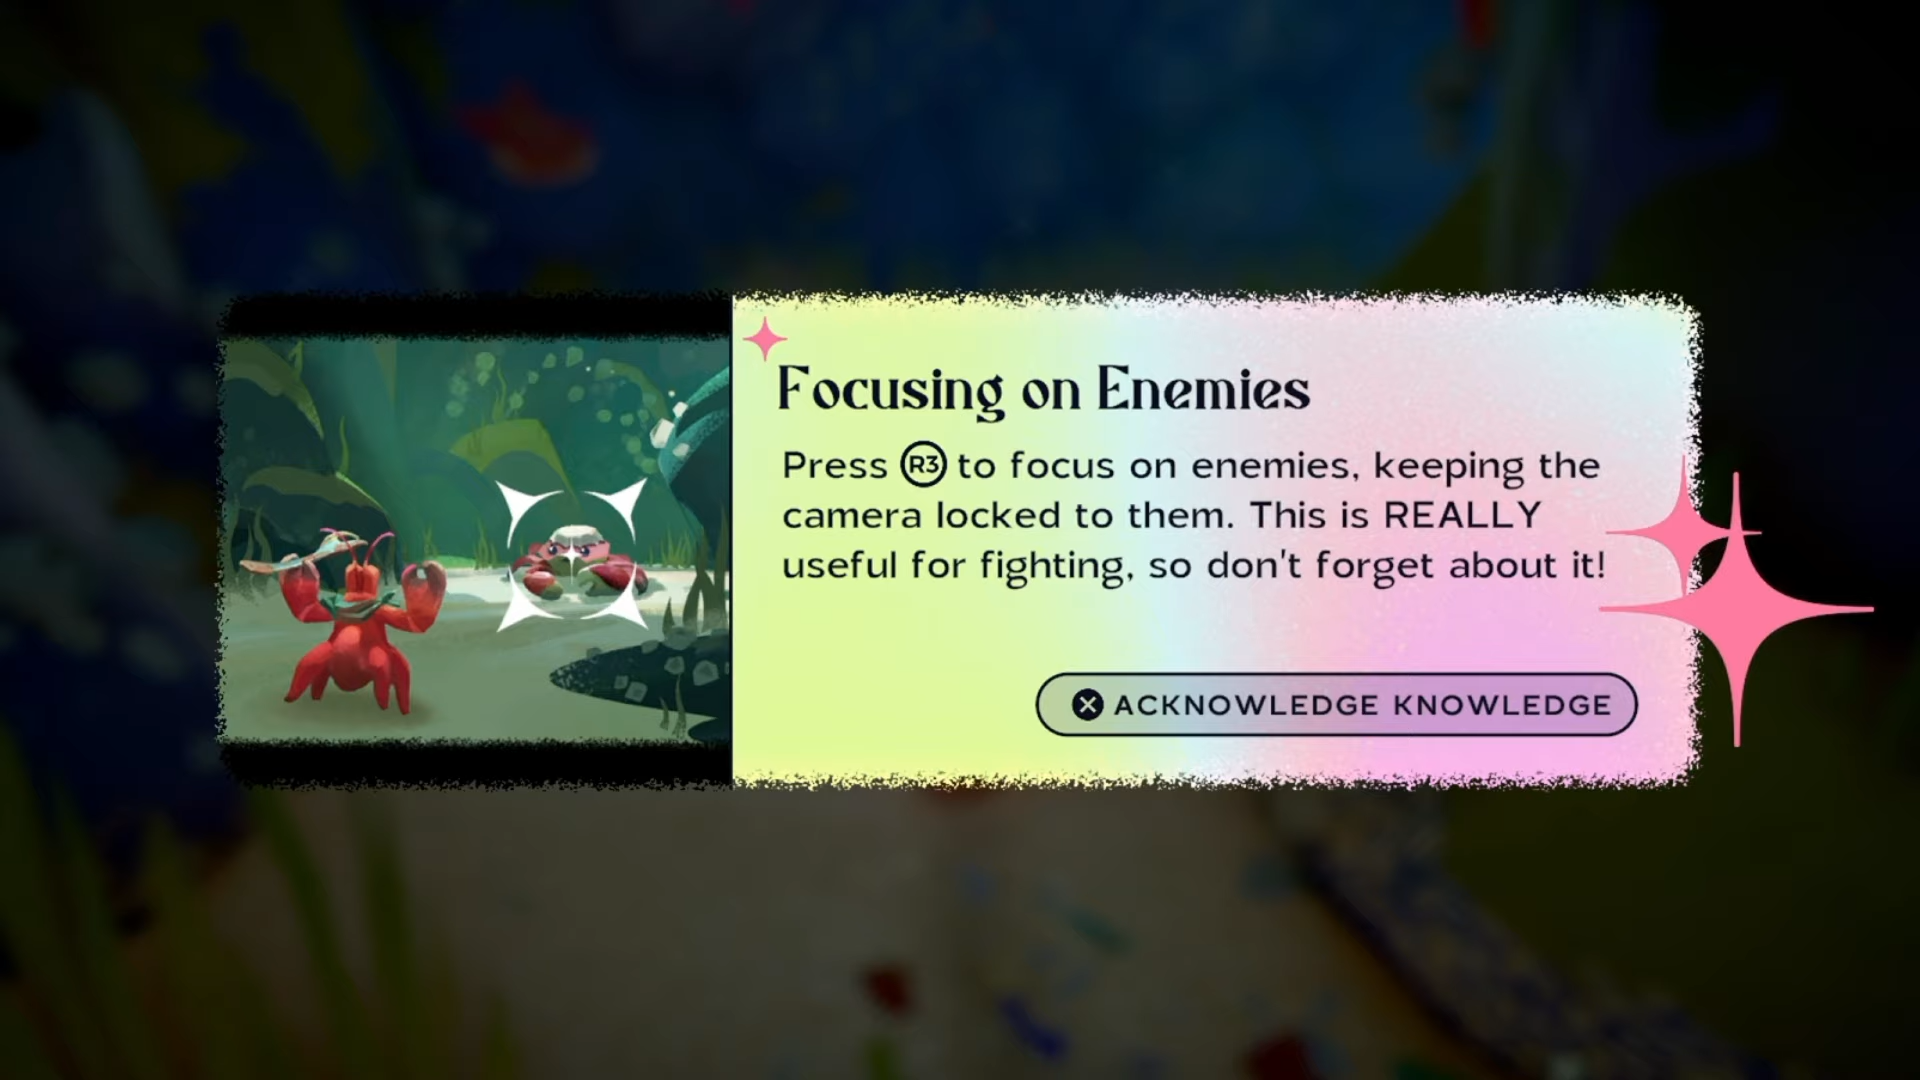 Focusing on Enemies
Press R3 to focus on enemies, keeping the
camera locked to them. This is REALLY
useful for fighting, so don't forget about it!
ACKNOWLEDGE KNOWLEDGE